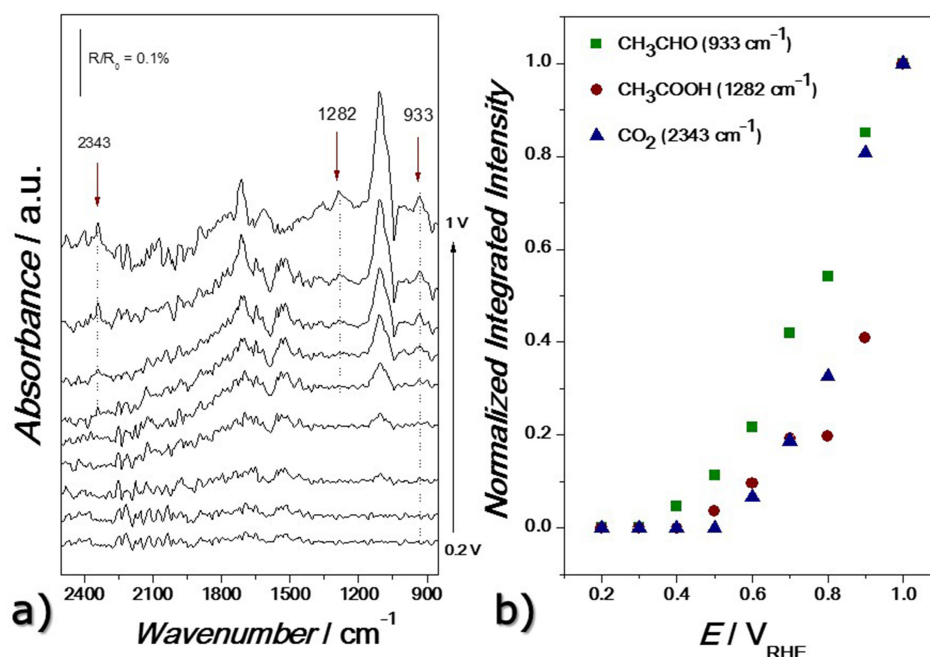 R/R₀ = 0.1%
2343
1282
933
1 V
0.2 V
Absorbance / a.u.
2400 2100 1800 1500 1200 900
Wavenumber / cm⁻¹
a)
CH₃CHO (933 cm⁻¹)
CH₃COOH (1282 cm⁻¹)
CO₂ (2343 cm⁻¹)
Normalized Integrated Intensity
1.0
0.8
0.6
0.4
0.2
0.0
0.2 0.4 0.6 0.8 1.0
E / V_RHE
b)